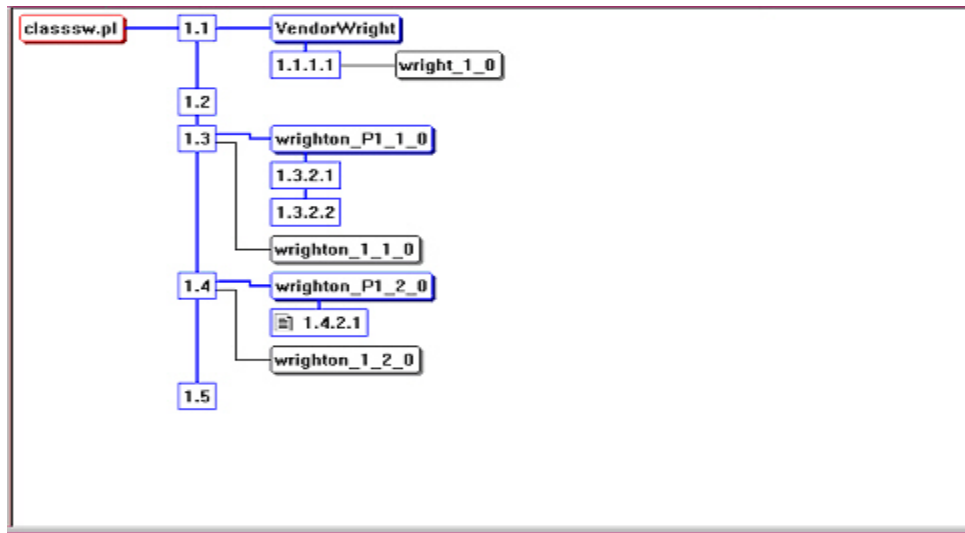 classsw.pl 1.1 VendorWright
1.1.1.1 wright_1_0
1.2
1.3 wrighton_P1_1_0
1.3.2.1
1.3.2.2
wrighton_1_1_0
1.4 wrighton_P1_2_0
1.4.2.1
wrighton_1_2_0
1.5